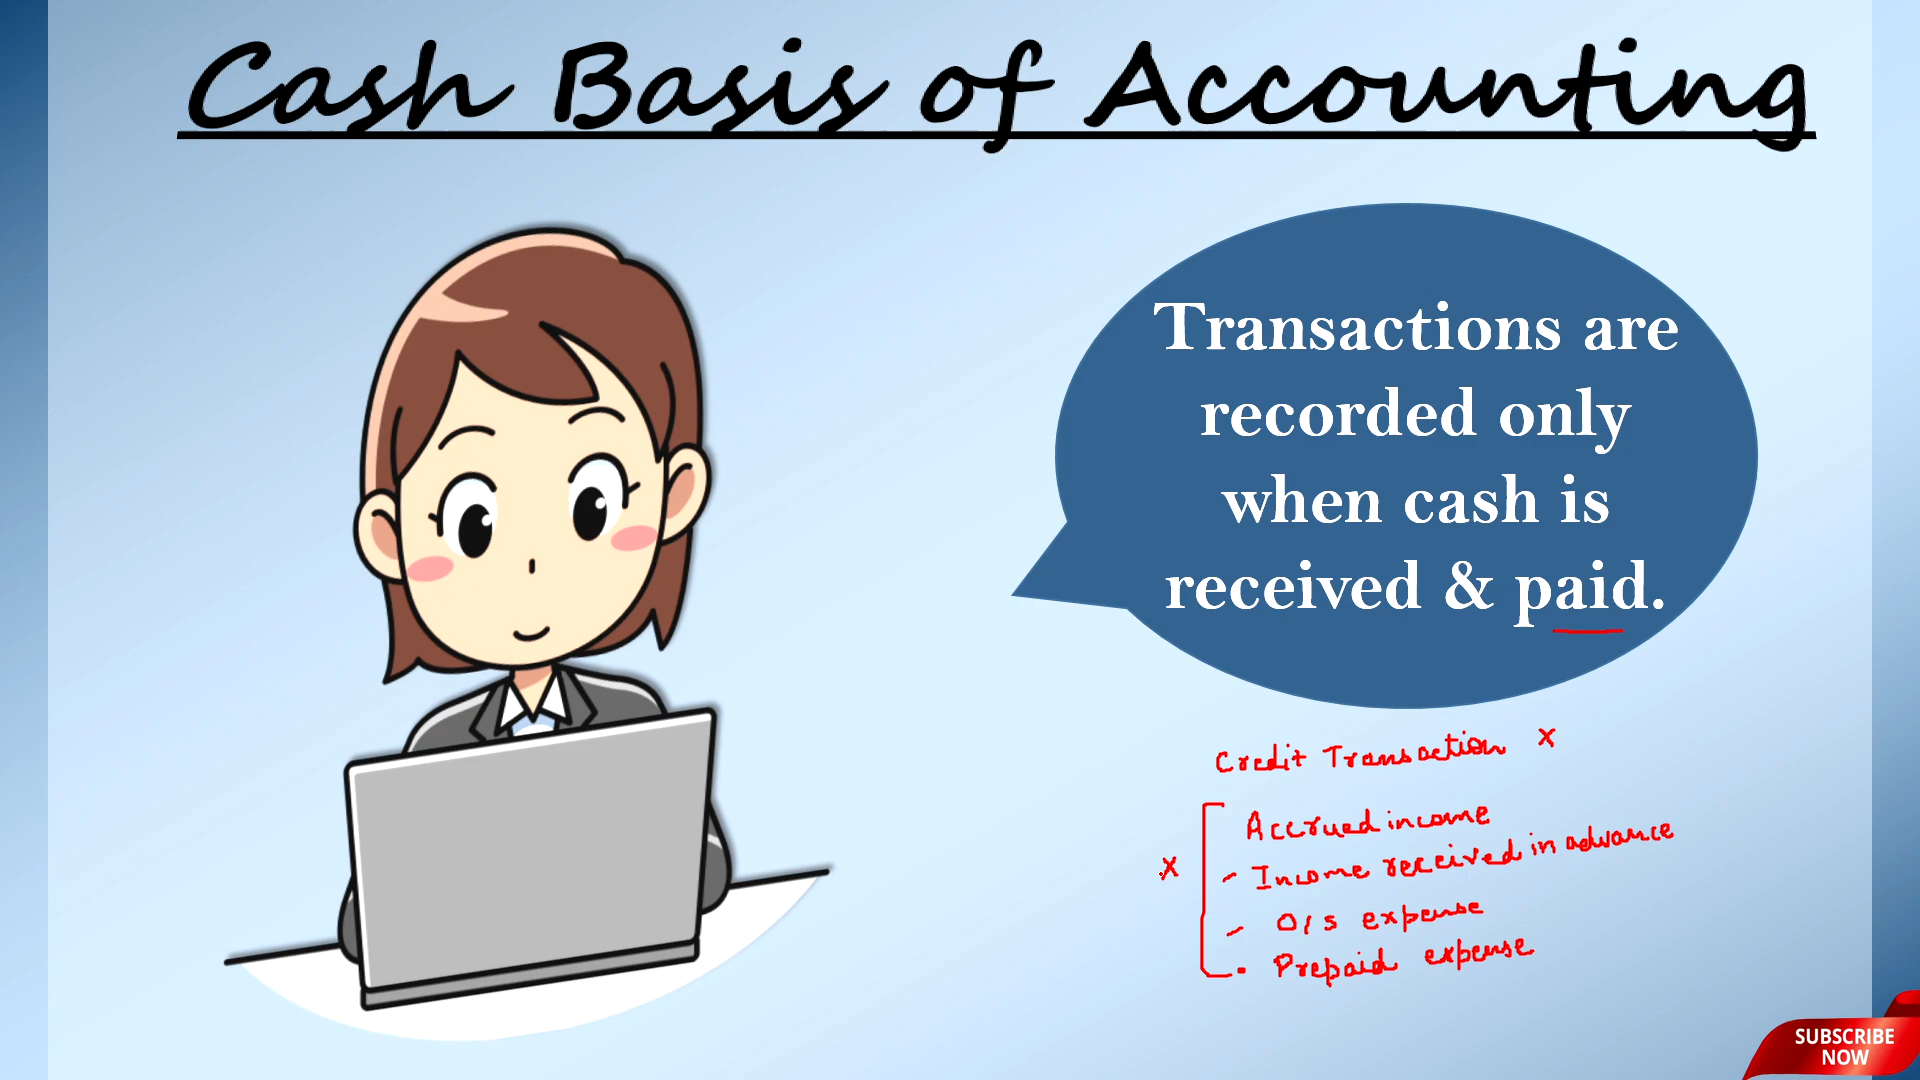 Cash Basis of Accounting
Transactions are
recorded only
when cash is
received & paid.
Credit Transaction x
Accrued income
x
- Income received in advance
- O/S expense
- Prepaid expense
SUBSCRIBE
NOW